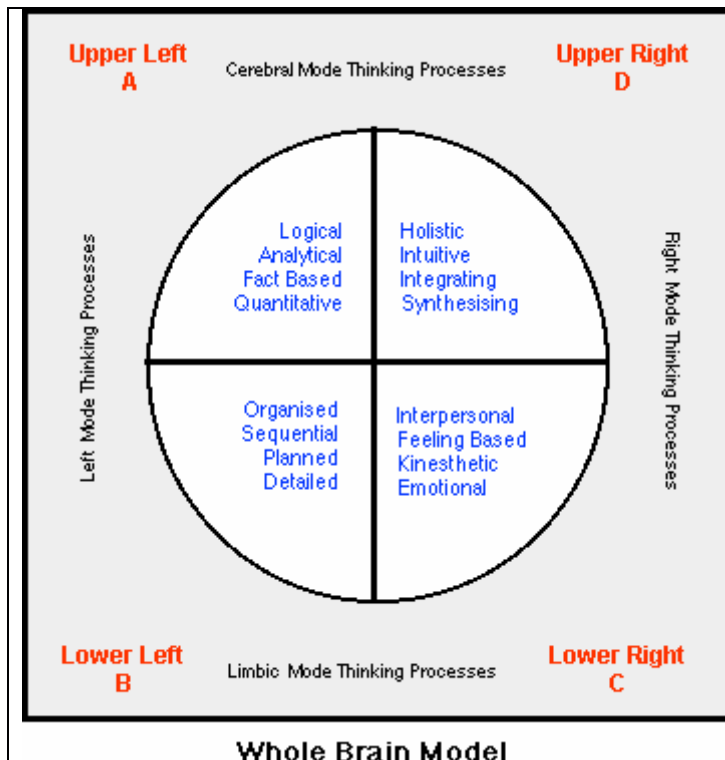 Upper Left
A
Cerebral Mode Thinking Processes
Upper Right
D
Left Mode Thinking Processes
Logical
Analytical
Fact Based
Quantitative
Holistic
Intuitive
Integrating
Synthesising
Right Mode Thinking Processes
Organised
Sequential
Planned
Detailed
Interpersonal
Feeling Based
Kinesthetic
Emotional
Lower Left
B
Limbic Mode Thinking Processes
Lower Right
C
Whole Brain Model